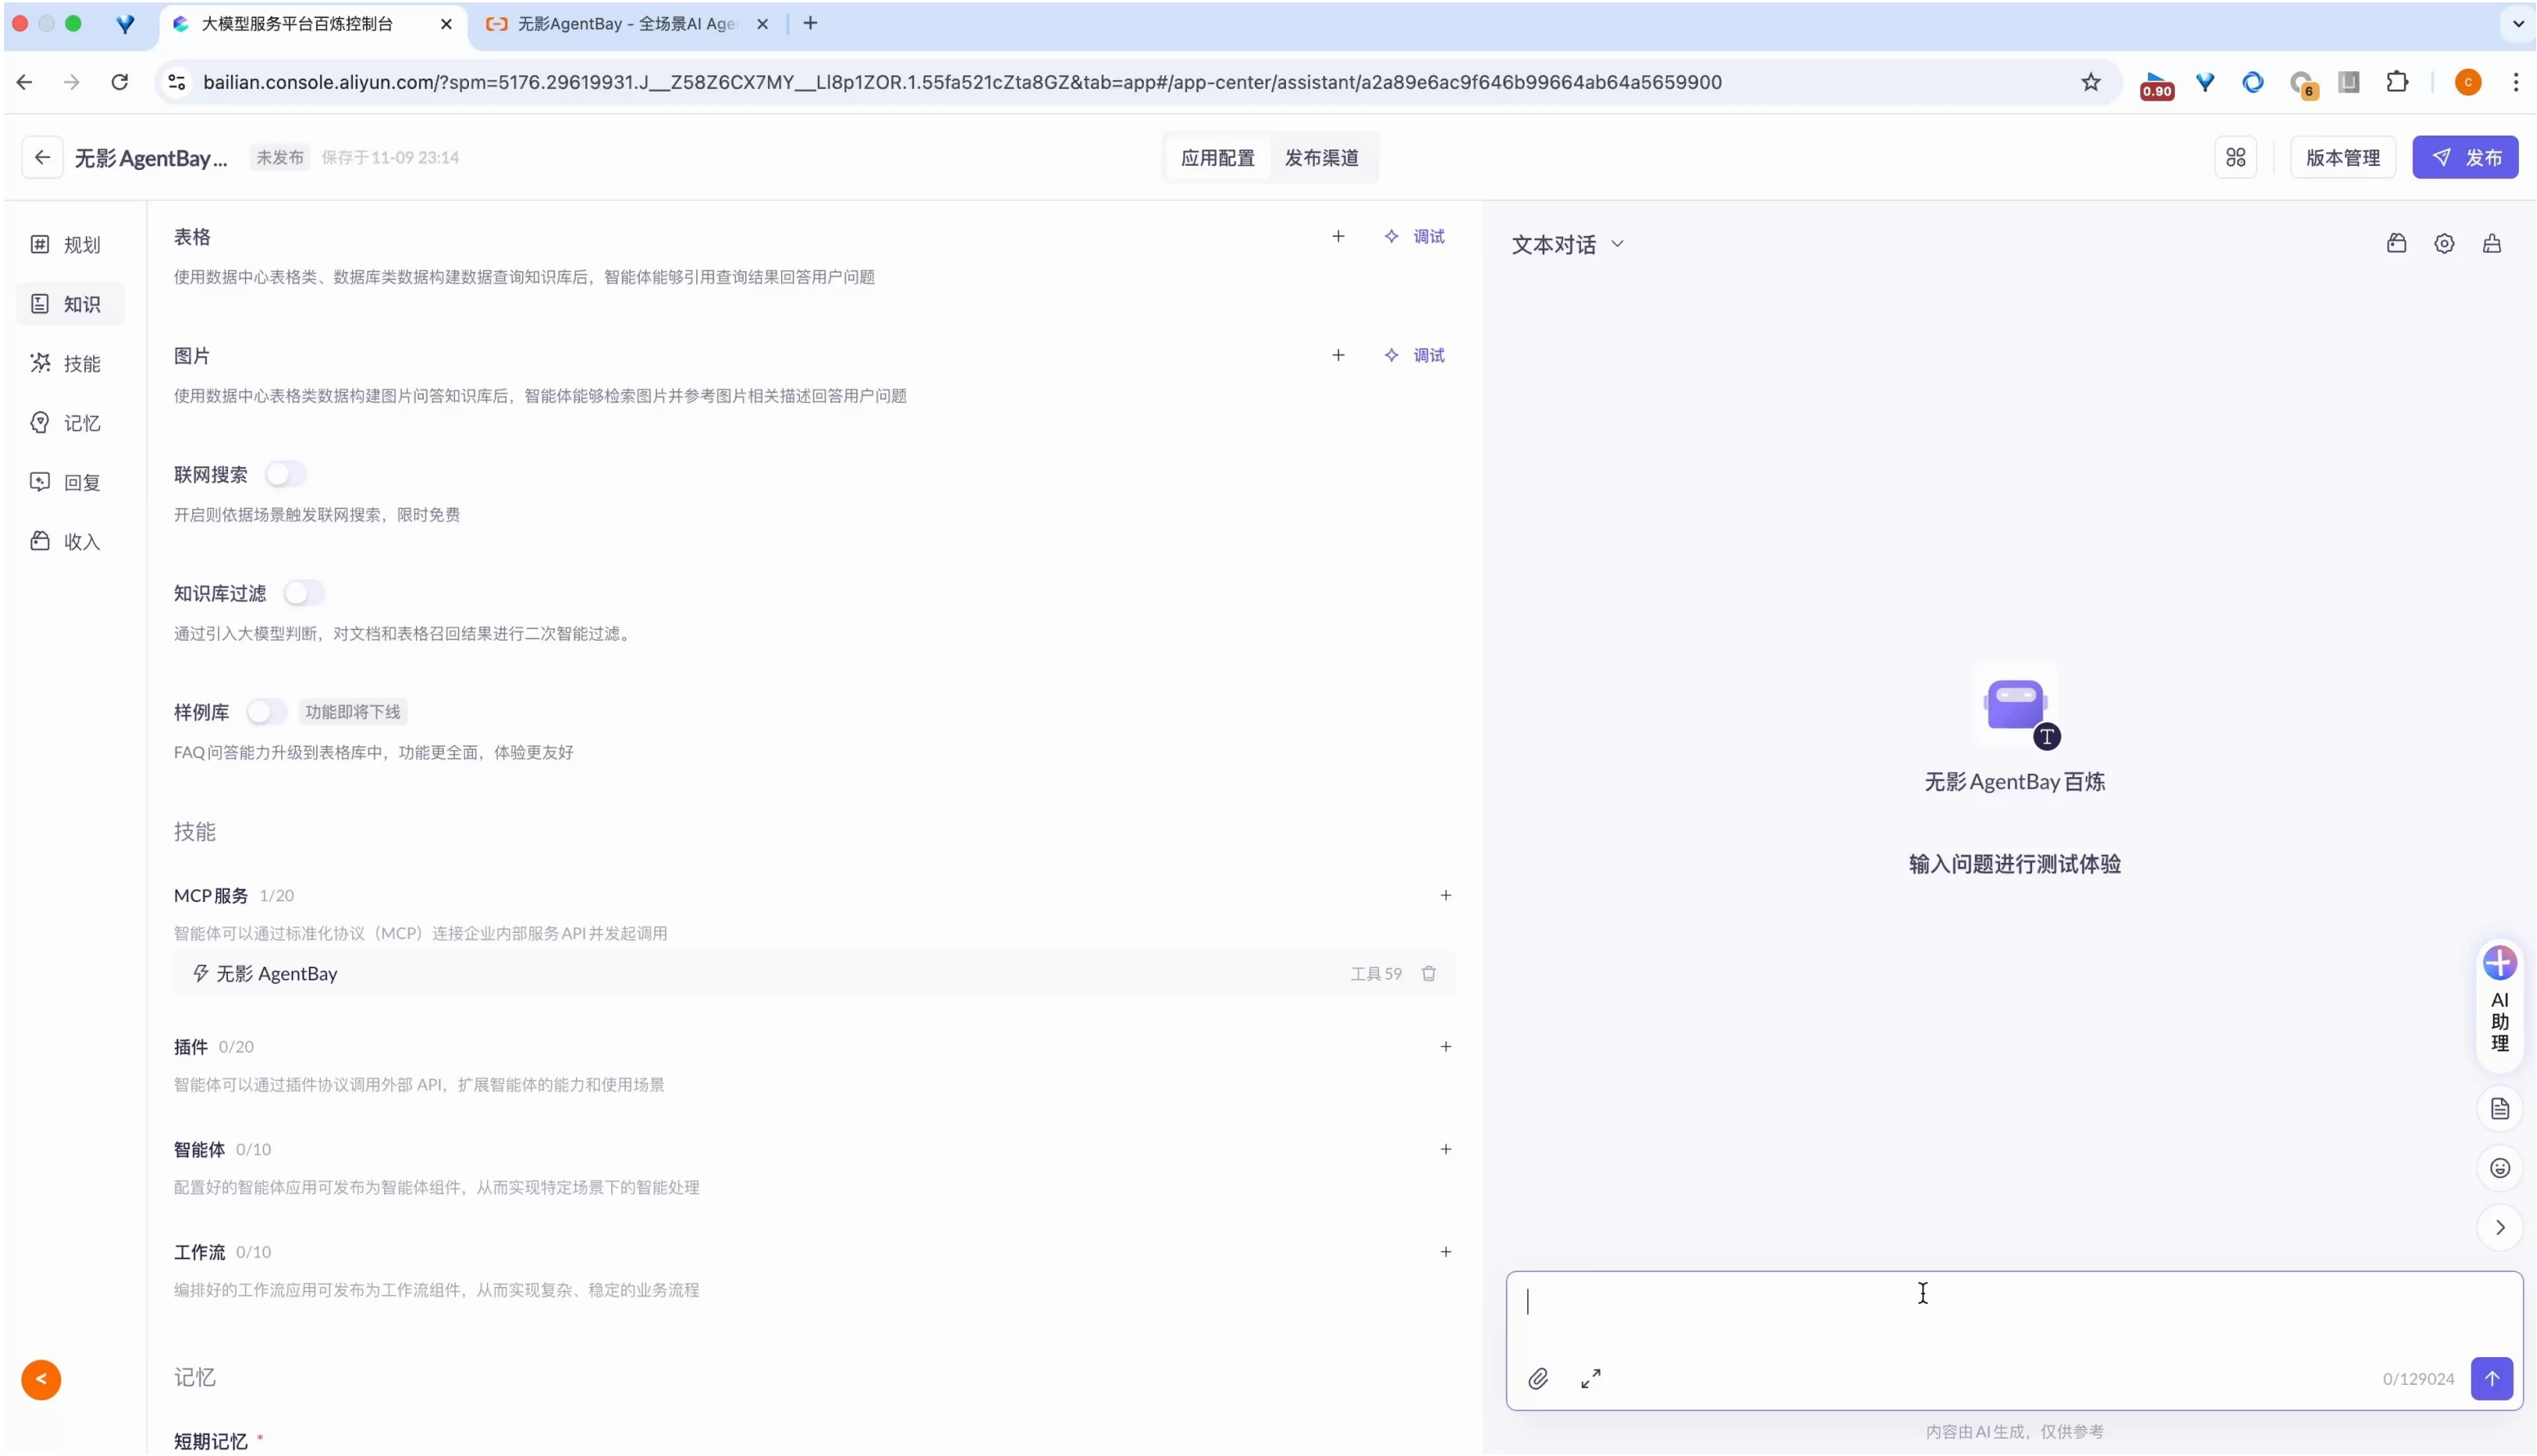 大模型服务平台百炼控制台
无影AgentBay - 全场景AI Age
bailian.console.aliyun.com/?spm=5176.29619931.J__Z58Z6CX7MY__Ll8p1ZOR.1.55fa521cZta8GZ&tab=app#/app-center/assistant/a2a89e6ac9f646b99664ab64a5659900
0.90
6
C
无影AgentBay...
未发布
保存于11-09 23:14
应用配置
发布渠道
版本管理
发布
规划
知识
技能
记忆
回复
收入
表格
调试
使用数据中心表格类、数据库类数据构建数据查询知识库后，智能体能够引用查询结果回答用户问题
图片
调试
使用数据中心表格类数据构建图片问答知识库后，智能体能够检索图片并参考图片相关描述回答用户问题
联网搜索
开启则依据场景触发联网搜索，限时免费
知识库过滤
通过引入大模型判断，对文档和表格召回结果进行二次智能过滤。
样例库
功能即将下线
FAQ问答能力升级到表格库中，功能更全面，体验更友好
技能
MCP服务 1/20
智能体可以通过标准化协议（MCP）连接企业内部服务API并发起调用
无影 AgentBay
工具59
插件 0/20
智能体可以通过插件协议调用外部 API，扩展智能体的能力和使用场景
智能体 0/10
配置好的智能体应用可发布为智能体组件，从而实现特定场景下的智能处理
工作流 0/10
编排好的工作流应用可发布为工作流组件，从而实现复杂、稳定的业务流程
记忆
短期记忆 *
文本对话
T
无影AgentBay百炼
输入问题进行测试体验
AI
助
理
0/129024
内容由AI生成，仅供参考